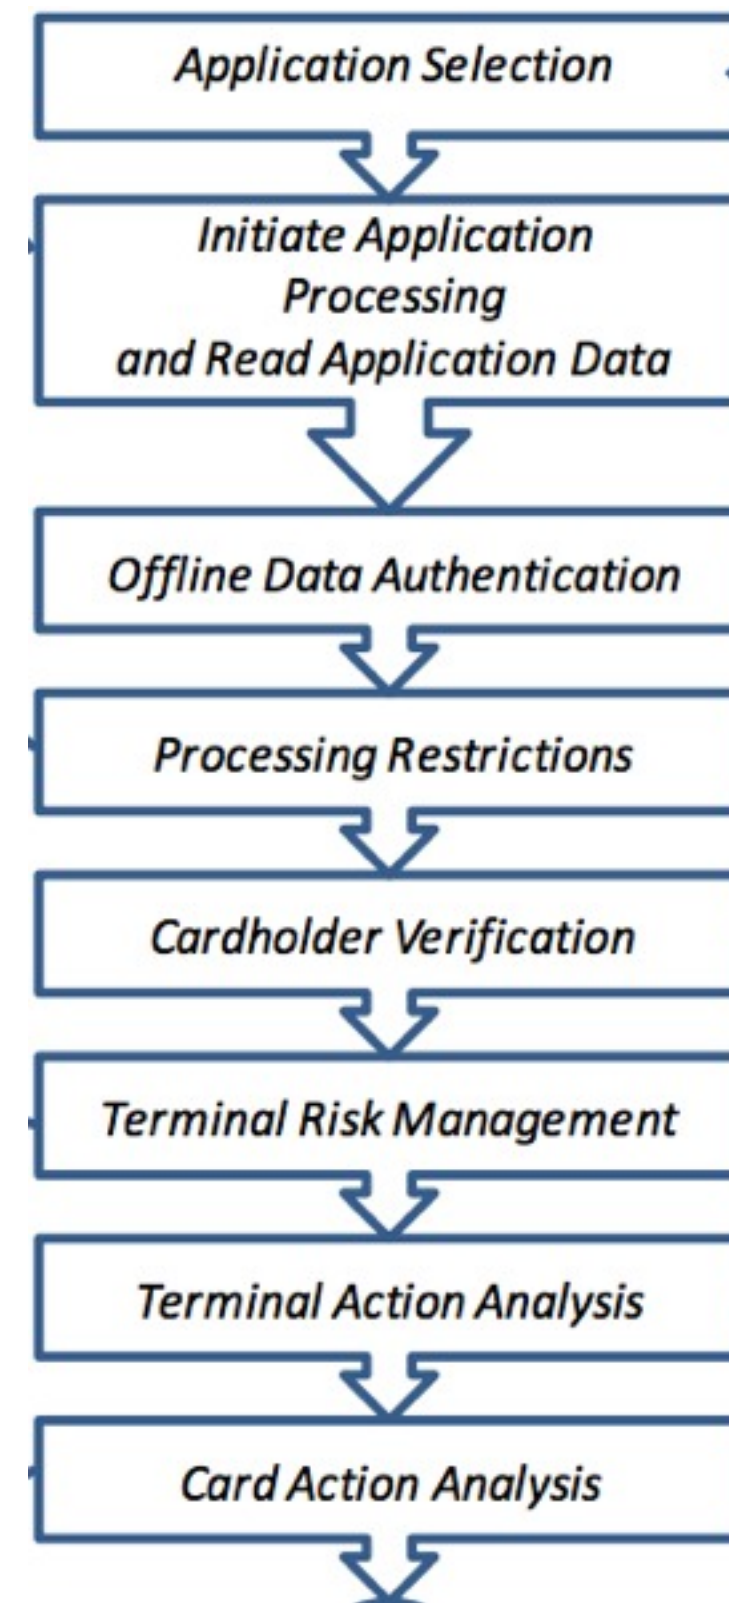 Application Selection
Initiate Application
Processing
and Read Application Data
Offline Data Authentication
Processing Restrictions
Cardholder Verification
Terminal Risk Management
Terminal Action Analysis
Card Action Analysis